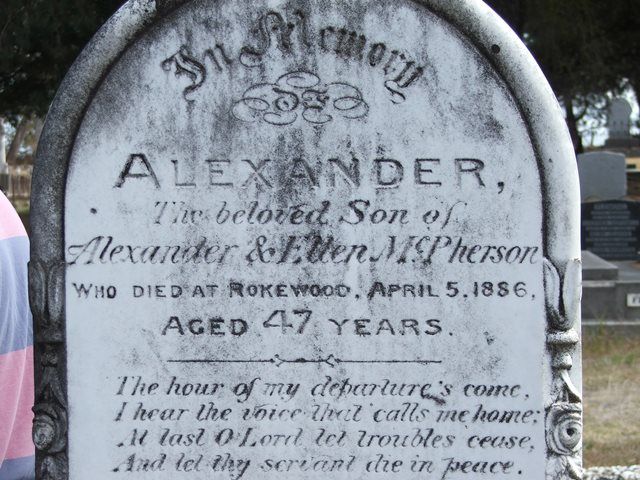 In Memory
OF
ALEXANDER,
The beloved Son of
Alexander & Ellen McPherson
WHO DIED AT ROKEWOOD, APRIL 5, 1886,
AGED 47 YEARS.
The hour of my departure's come,
I hear the voice that calls me home:
At last O Lord let troubles cease,
And let thy servant die in peace.